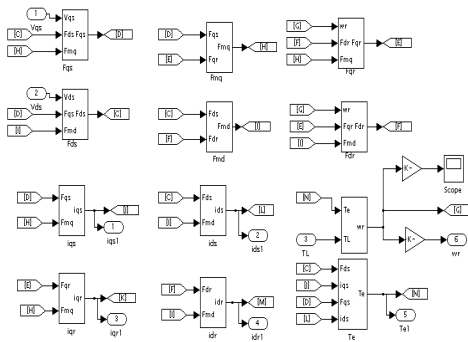 1 Vqs [C] [H] Vqs Fds Fqs Fmq [D] Fqs
[D] [E] Fqs Fqr Fmq [H] Fmq
[G] [F] [H] wr Fdr Fqr Fmq [E] Fqr
2 Vds [D] [I] Vds Fqs Fds Fmd [C] Fds
[C] [F] Fds Fdr Fmd [I] Fmd
[G] [E] [I] wr Fqr Fdr Fmd [F] Fdr
K- Scope
[D] [H] Fqs Fmq iqs [J] 1 iqs1 iqs
[C] [I] Fds Fmd ids [L] 2 ids1 ids
[N] 3 TL Te TL wr [G] K- 6 wr
[E] [H] Fqr Fmq iqr [K] 3 iqr1 iqr
[F] [I] Fdr Fmd idr [M] 4 idr1 idr
[C] [J] [D] [L] Fds iqs Fqs ids Te [N] 5 Te1 Te